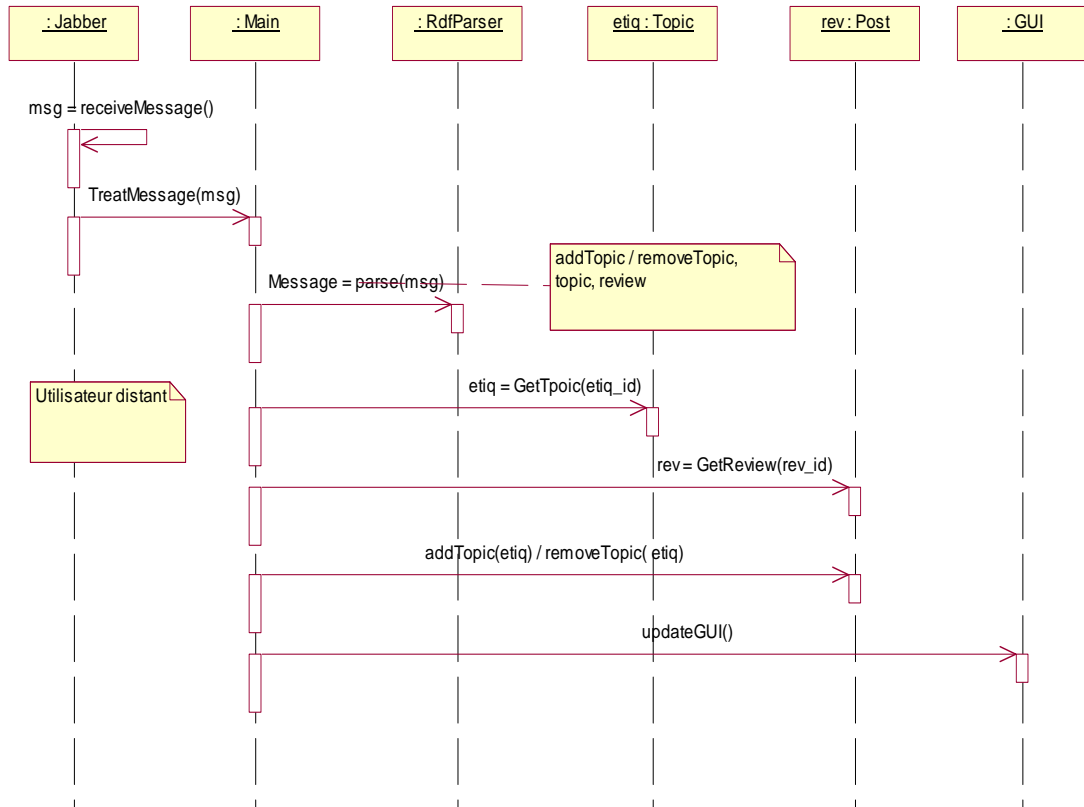 : Jabber
: Main
: RdfParser
etiq : Topic
rev : Post
: GUI
msg = receiveMessage()
TreatMessage(msg)
addTopic / removeTopic,
topic, review
Message = parse(msg)
Utilisateur distant
etiq = GetTpoic(etiq_id)
rev = GetReview(rev_id)
addTopic(etiq) / removeTopic( etiq)
updateGUI()